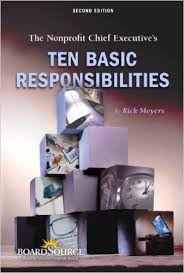 SECOND EDITION
The Nonprofit Chief Executive's
TEN BASIC
RESPONSIBILITIES
by Rick Moyers
BOARDSOURCE